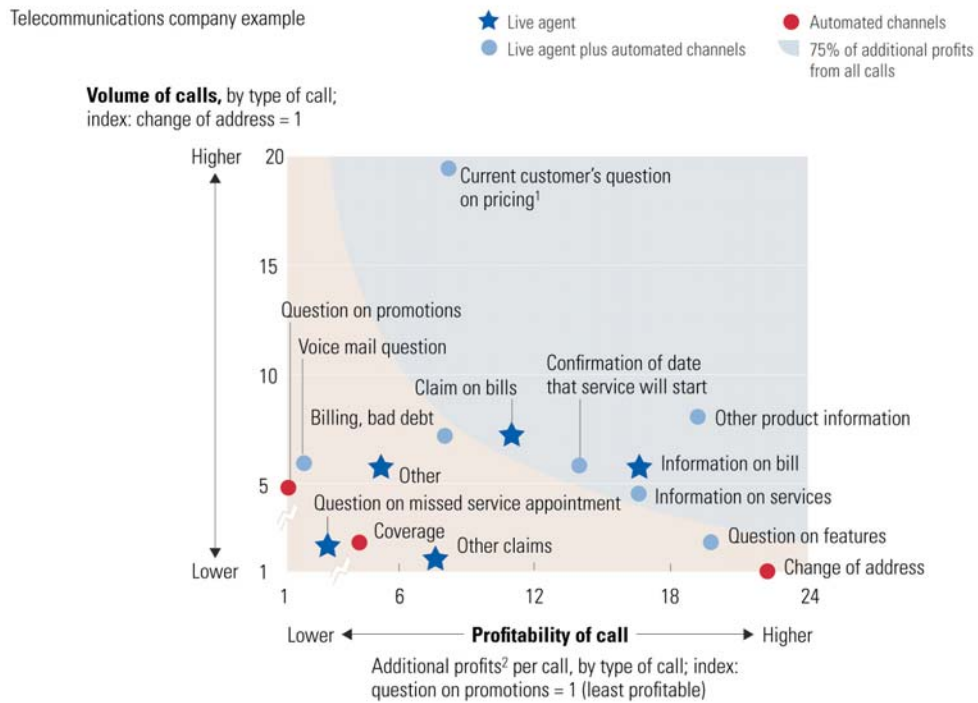 Telecommunications company example
Live agent
Live agent plus automated channels
Automated channels
75% of additional profits
from all calls
Volume of calls, by type of call;
index: change of address = 1
Higher
Lower
20
15
10
5
1
Current customer's question
on pricing¹
Question on promotions
Voice mail question
Confirmation of date
that service will start
Claim on bills
Billing, bad debt
Other product information
Other
Information on bill
Information on services
Question on missed service appointment
Coverage
Other claims
Question on features
Change of address
1
6
12
18
24
Lower
Profitability of call
Higher
Additional profits² per call, by type of call; index:
question on promotions = 1 (least profitable)